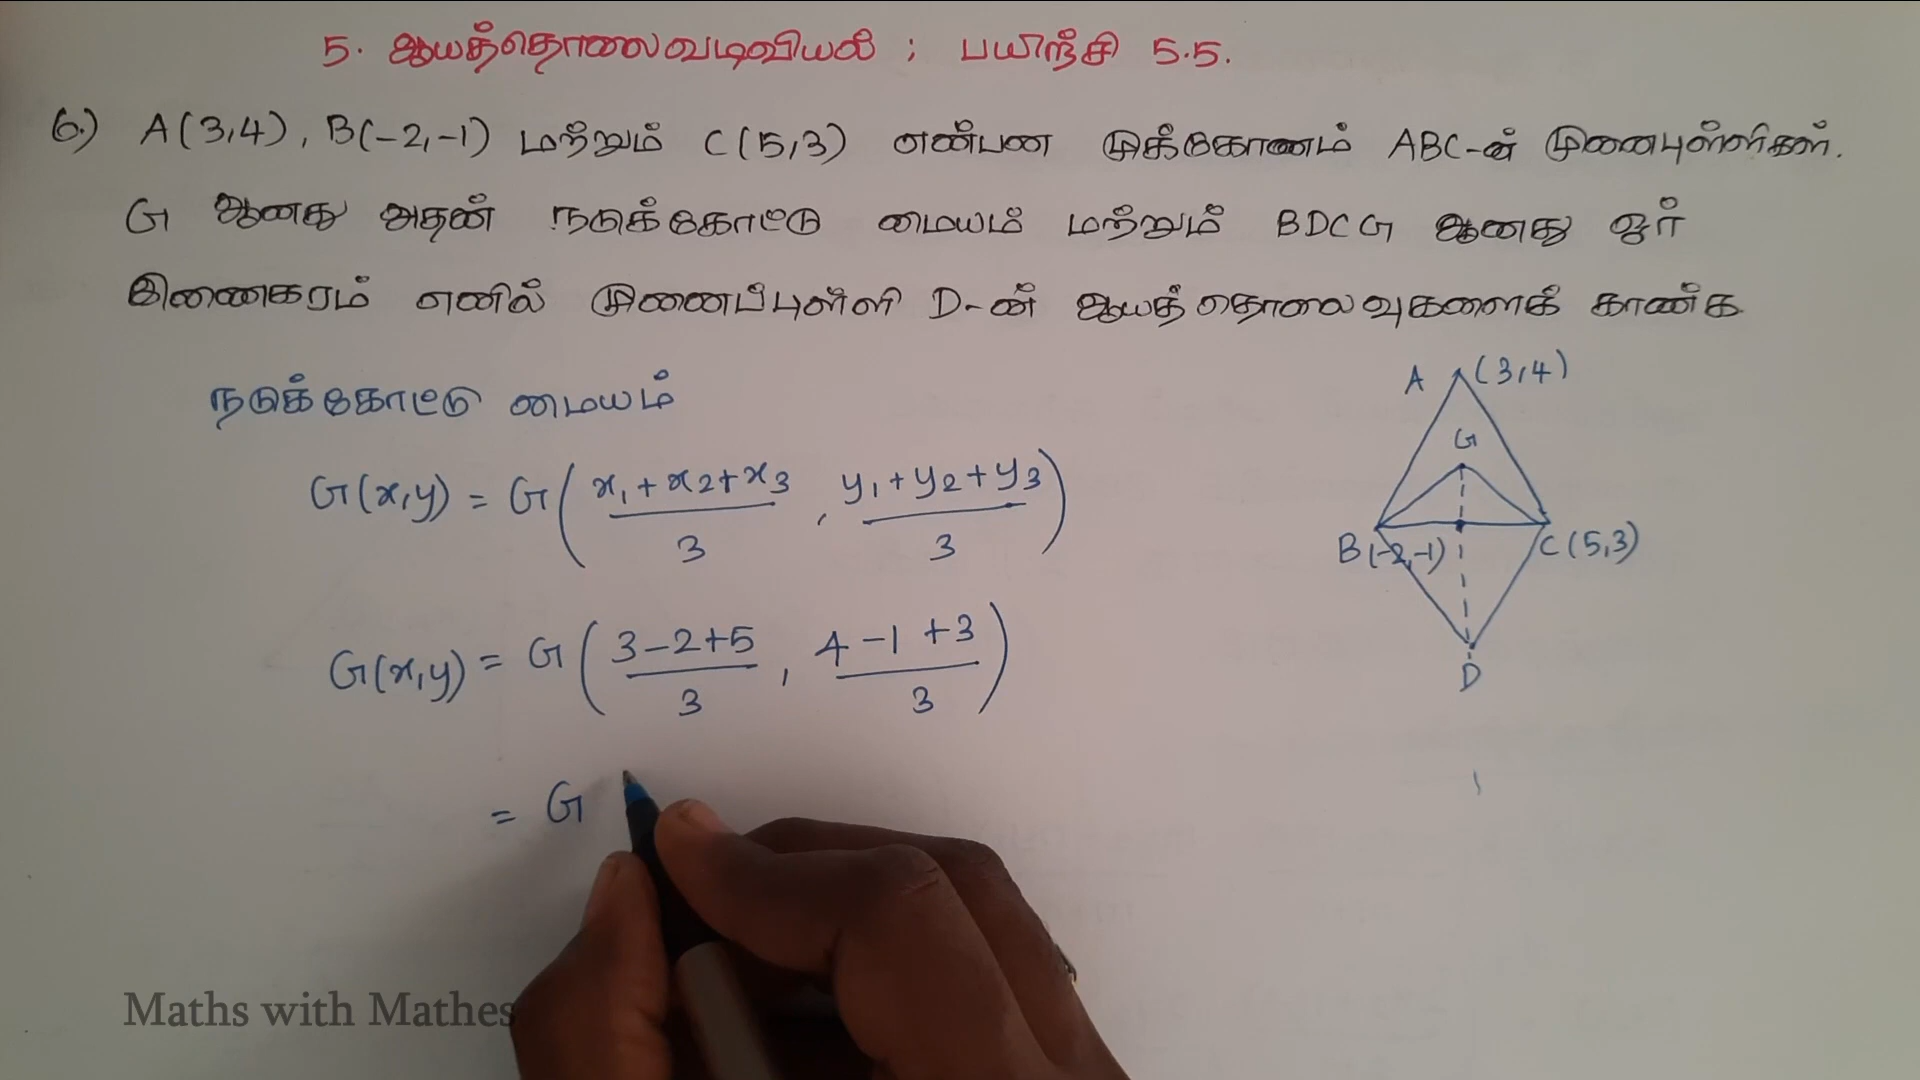 5. ஆயத்தொலைவடிவியல் ; பயிற்சி 5.5.
6.) A(3,4), B(-2,-1) மற்றும் C(5,3) என்பன முக்கோணம் ABC-ன் முனைபுள்ளிகள்.
G ஆனது அதன் நடுக்கோட்டு மையம் மற்றும் BDCG ஆனது ஓர்
இணைகரம் எனில் முனைப்புள்ளி D-ன் ஆயத்தொலைவுகளைக் காண்க
நடுக்கோட்டு மையம்
G(x,y) = G( x₁+x₂+x₃ / 3 , y₁+y₂+y₃ / 3 )
G(x,y) = G( 3-2+5 / 3 , 4-1+3 / 3 )
= G
A (3,4)
G
B(-2,-1) C(5,3)
D
Maths with Mathes